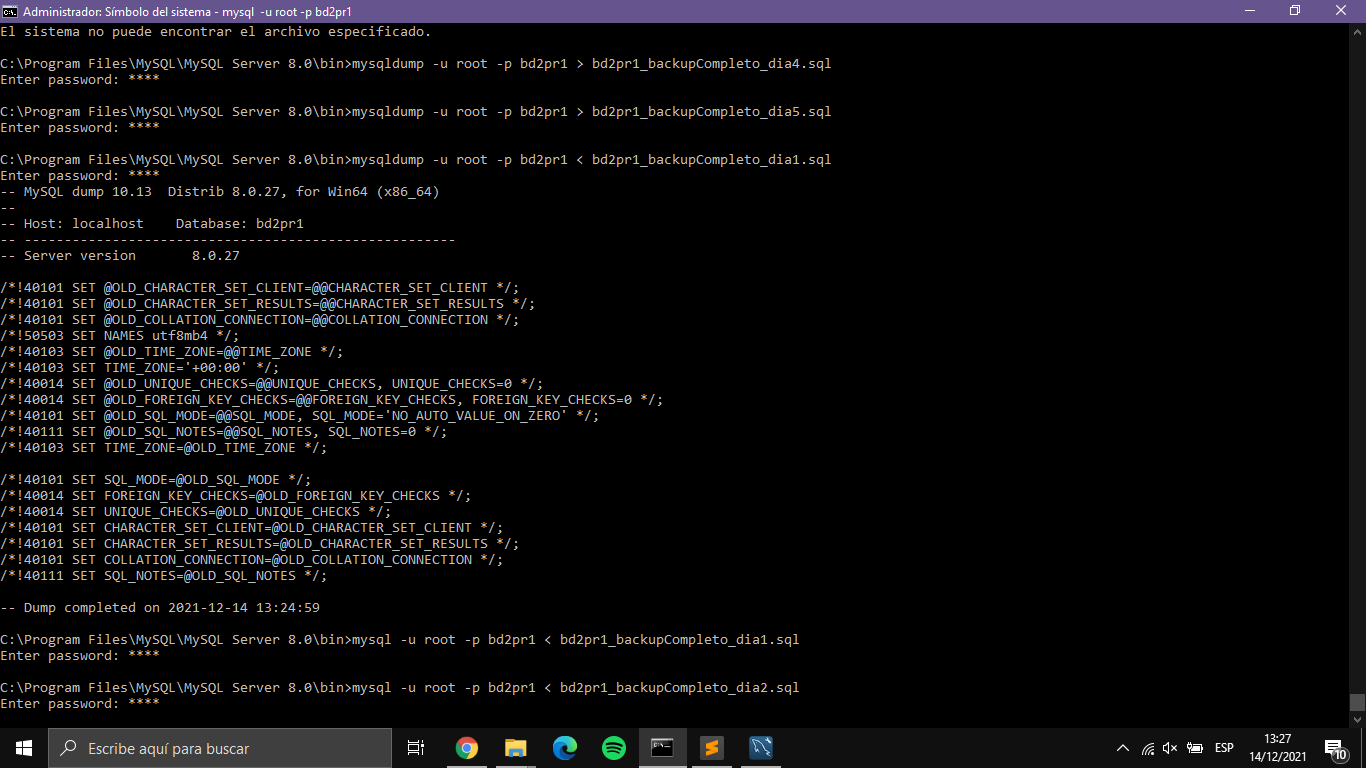 Administrador: Símbolo del sistema - mysql -u root -p bd2pr1
El sistema no puede encontrar el archivo especificado.
C:\Program Files\MySQL\MySQL Server 8.0\bin>mysqldump -u root -p bd2pr1 > bd2pr1_backupCompleto_dia4.sql
Enter password: ****
C:\Program Files\MySQL\MySQL Server 8.0\bin>mysqldump -u root -p bd2pr1 > bd2pr1_backupCompleto_dia5.sql
Enter password: ****
C:\Program Files\MySQL\MySQL Server 8.0\bin>mysqldump -u root -p bd2pr1 < bd2pr1_backupCompleto_dia1.sql
Enter password: ****
-- MySQL dump 10.13  Distrib 8.0.27, for Win64 (x86_64)
--
-- Host: localhost    Database: bd2pr1
-- ------------------------------------------------------
-- Server version       8.0.27
/*!40101 SET @OLD_CHARACTER_SET_CLIENT=@@CHARACTER_SET_CLIENT */;
/*!40101 SET @OLD_CHARACTER_SET_RESULTS=@@CHARACTER_SET_RESULTS */;
/*!40101 SET @OLD_COLLATION_CONNECTION=@@COLLATION_CONNECTION */;
/*!50503 SET NAMES utf8mb4 */;
/*!40103 SET @OLD_TIME_ZONE=@@TIME_ZONE */;
/*!40103 SET TIME_ZONE='+00:00' */;
/*!40014 SET @OLD_UNIQUE_CHECKS=@@UNIQUE_CHECKS, UNIQUE_CHECKS=0 */;
/*!40014 SET @OLD_FOREIGN_KEY_CHECKS=@@FOREIGN_KEY_CHECKS, FOREIGN_KEY_CHECKS=0 */;
/*!40101 SET @OLD_SQL_MODE=@@SQL_MODE, SQL_MODE='NO_AUTO_VALUE_ON_ZERO' */;
/*!40111 SET @OLD_SQL_NOTES=@@SQL_NOTES, SQL_NOTES=0 */;
/*!40103 SET TIME_ZONE=@OLD_TIME_ZONE */;
/*!40101 SET SQL_MODE=@OLD_SQL_MODE */;
/*!40014 SET FOREIGN_KEY_CHECKS=@OLD_FOREIGN_KEY_CHECKS */;
/*!40014 SET UNIQUE_CHECKS=@OLD_UNIQUE_CHECKS */;
/*!40101 SET CHARACTER_SET_CLIENT=@OLD_CHARACTER_SET_CLIENT */;
/*!40101 SET CHARACTER_SET_RESULTS=@OLD_CHARACTER_SET_RESULTS */;
/*!40101 SET COLLATION_CONNECTION=@OLD_COLLATION_CONNECTION */;
/*!40111 SET SQL_NOTES=@OLD_SQL_NOTES */;
-- Dump completed on 2021-12-14 13:24:59
C:\Program Files\MySQL\MySQL Server 8.0\bin>mysql -u root -p bd2pr1 < bd2pr1_backupCompleto_dia1.sql
Enter password: ****
C:\Program Files\MySQL\MySQL Server 8.0\bin>mysql -u root -p bd2pr1 < bd2pr1_backupCompleto_dia2.sql
Enter password: ****
Escribe aquí para buscar
ESP
13:27
14/12/2021
10